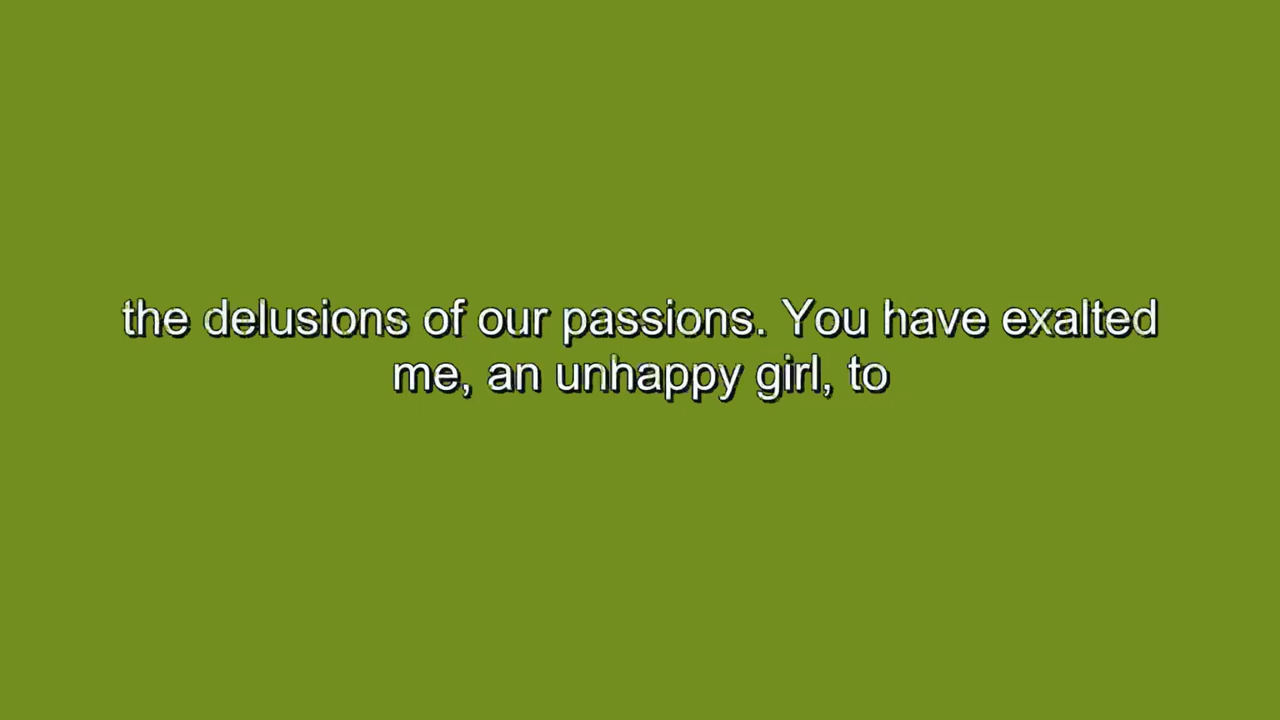 the delusions of our passions. You have exalted
me, an unhappy girl, to